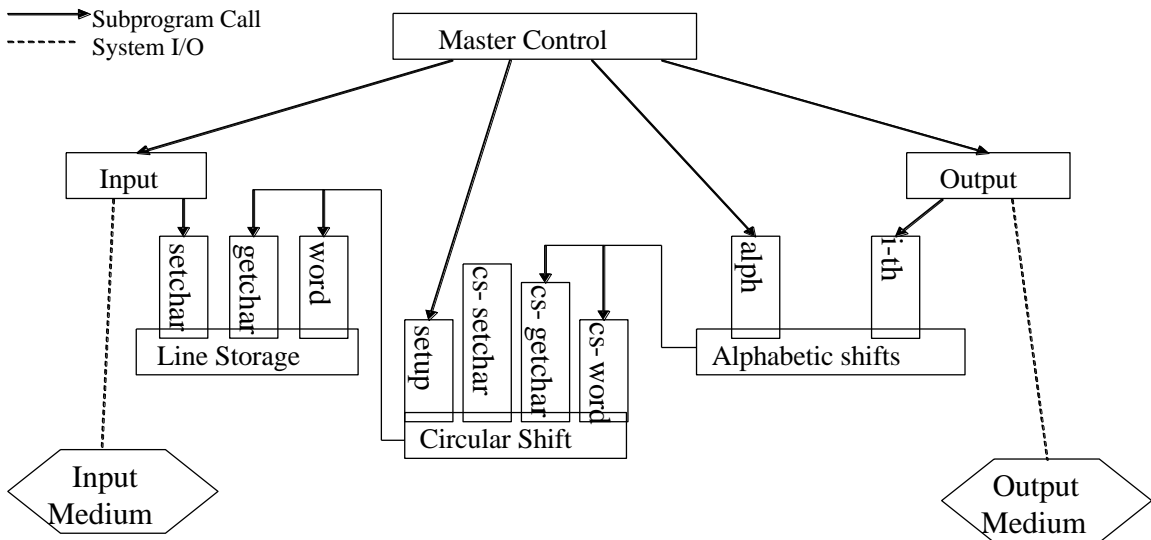 Subprogram Call
System I/O
Master Control
Input
Output
setchar
getchar
word
setup
cs- setchar
cs- getchar
cs- word
alph
i-th
Line Storage
Circular Shift
Alphabetic shifts
Input
Medium
Output
Medium